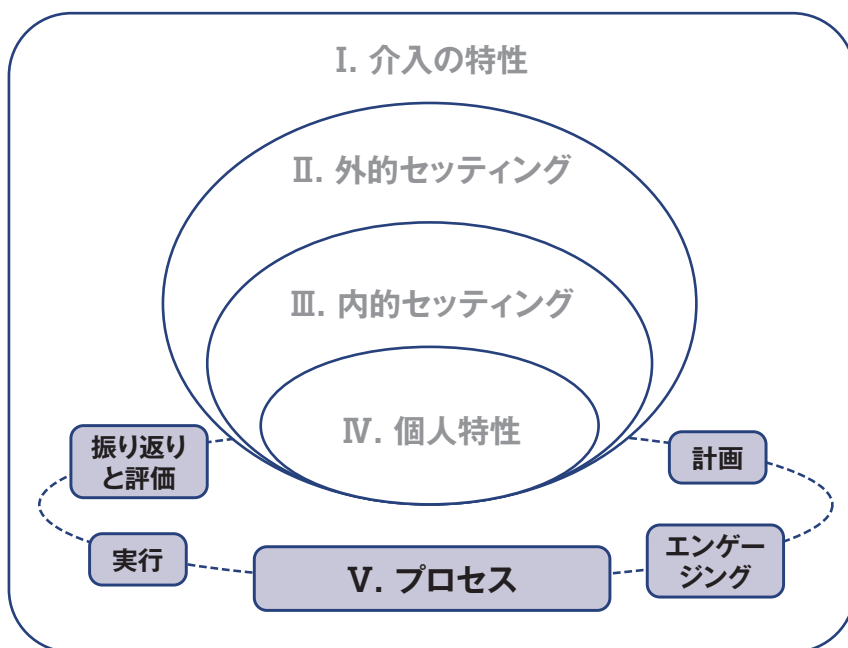 Ⅰ. 介入の特性
Ⅱ. 外的セッティング
Ⅲ. 内的セッティング
Ⅳ. 個人特性
振り返り
と評価
計画
実行
Ⅴ. プロセス
エンゲー
ジング